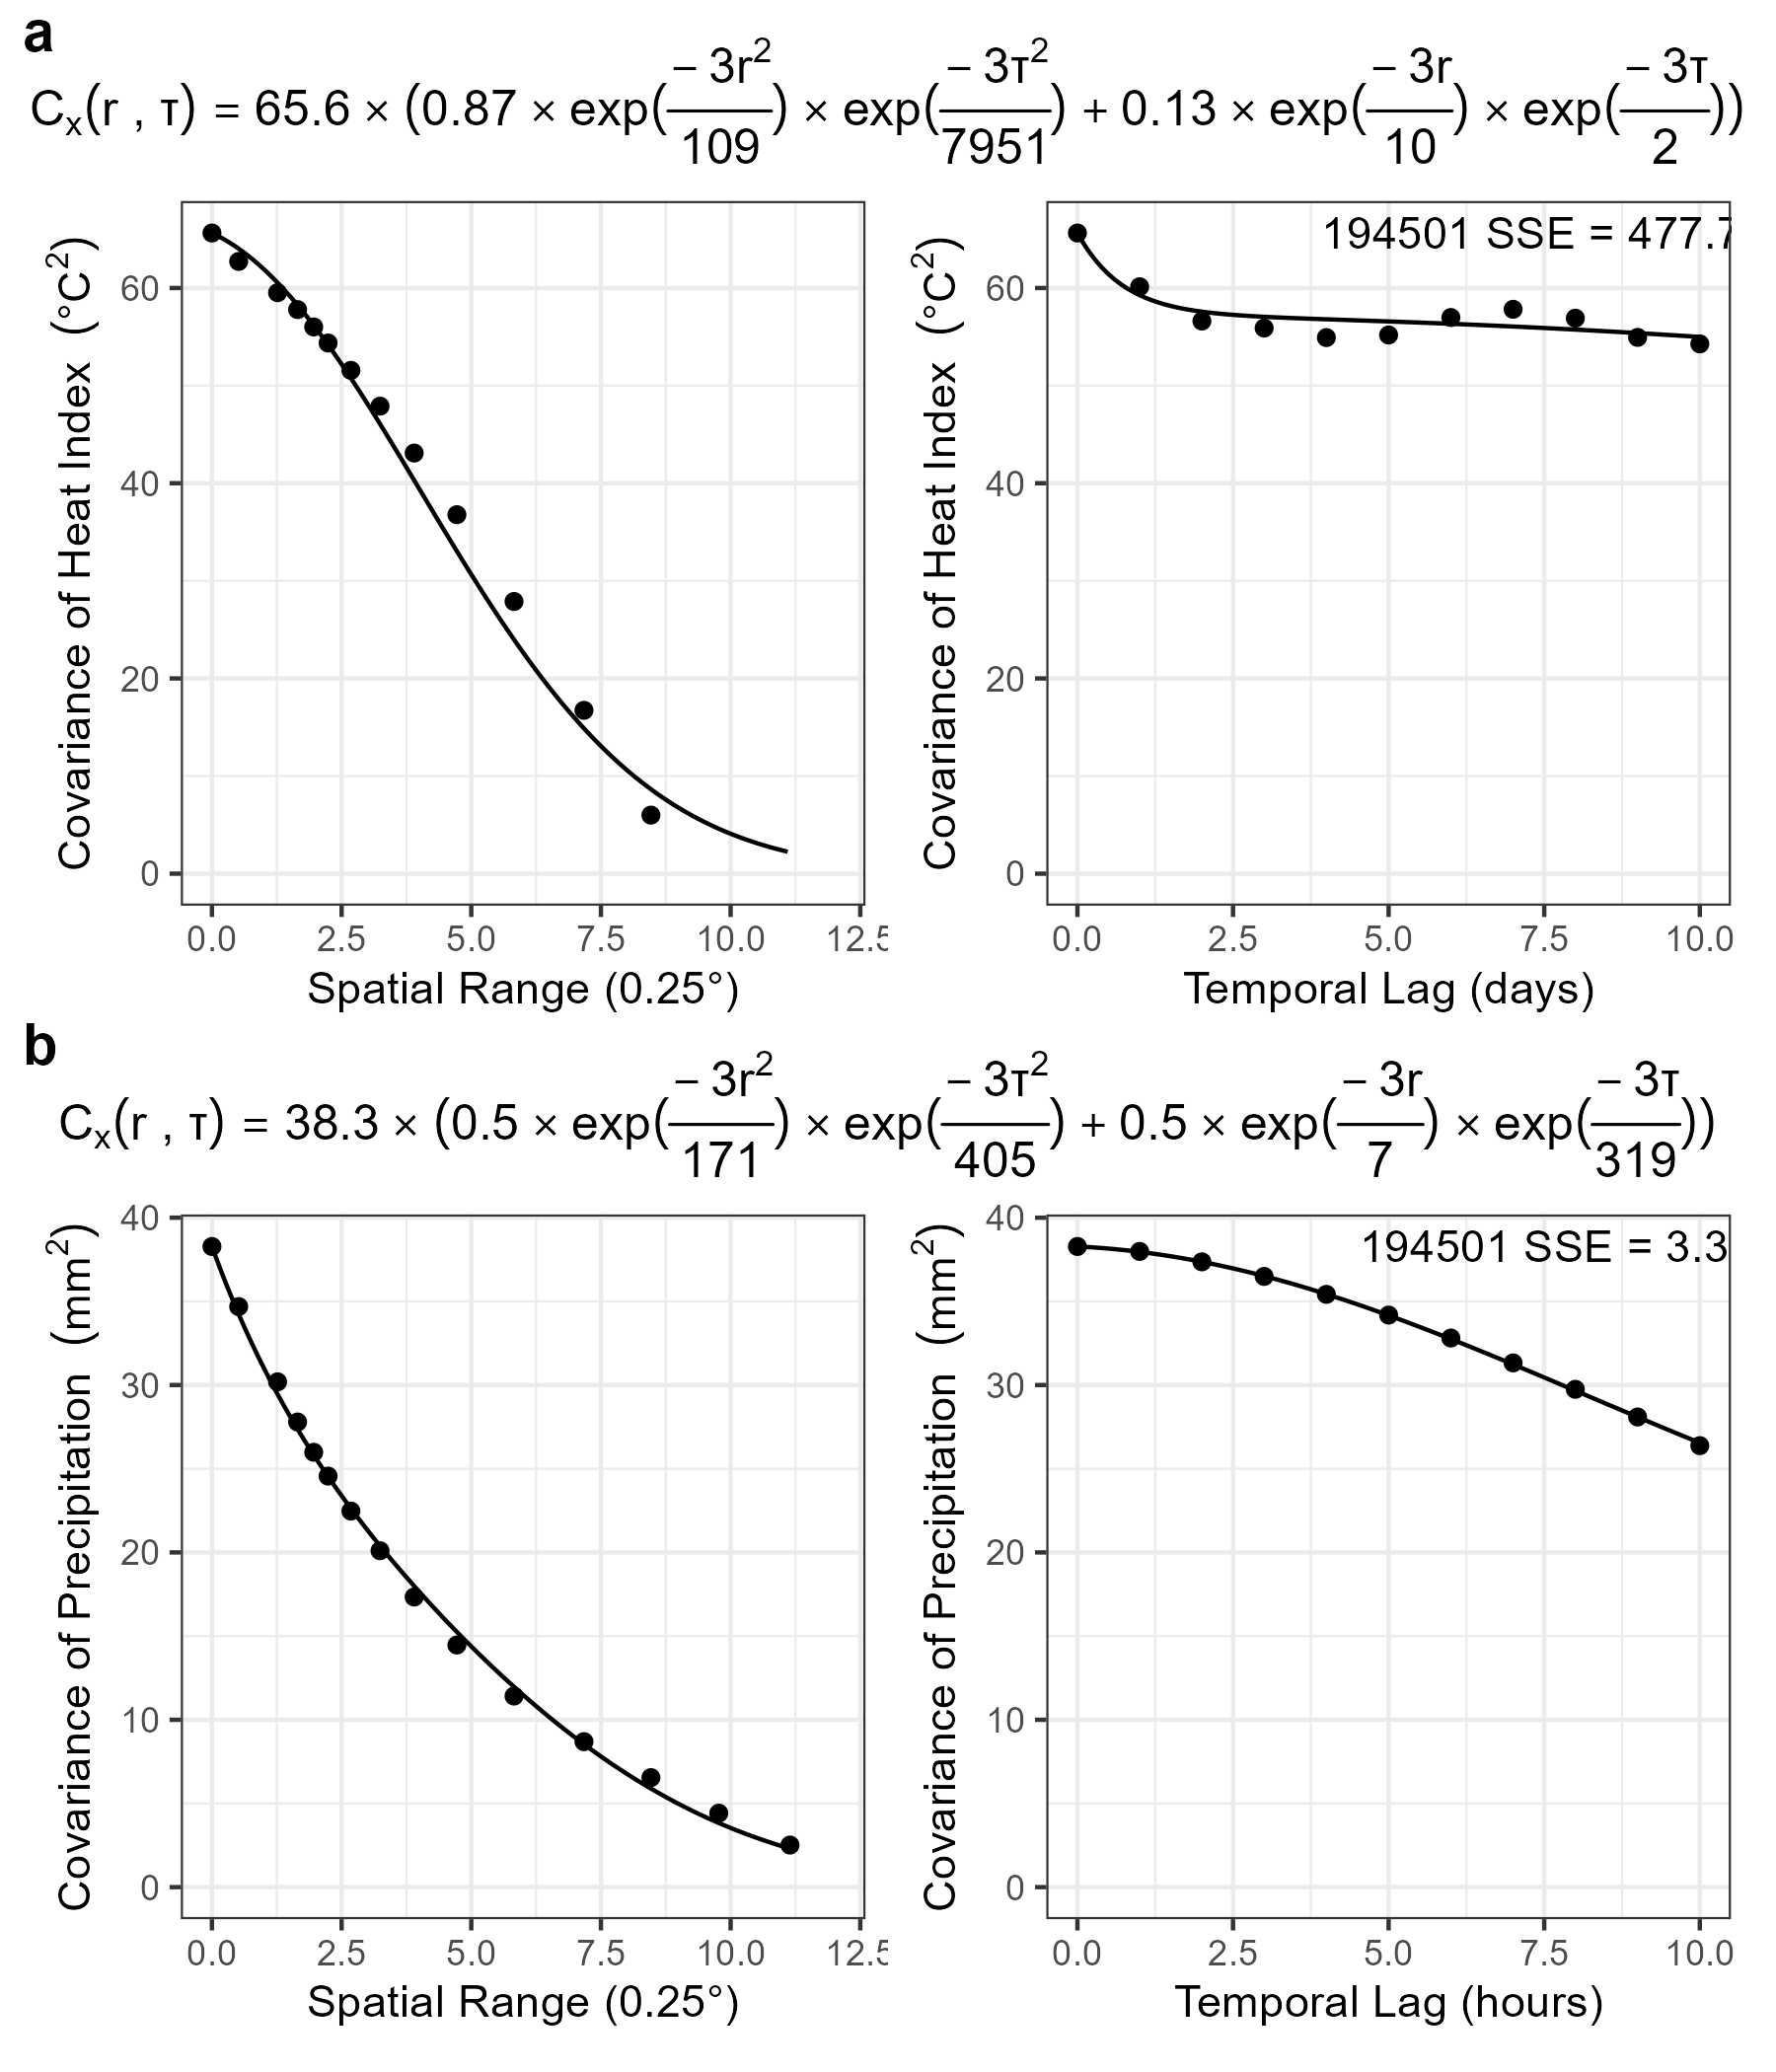 a
Cₓ(r , τ) = 65.6 × (0.87 × exp(−3r²/109) × exp(−3τ²/7951) + 0.13 × exp(−3r/10) × exp(−3τ/2))
Covariance of Heat Index (°C²)
60
40
20
0
0.0 2.5 5.0 7.5 10.0 12.5
Spatial Range (0.25°)
194501 SSE = 477.7
Covariance of Heat Index (°C²)
60
40
20
0
0.0 2.5 5.0 7.5 10.0
Temporal Lag (days)
b
Cₓ(r , τ) = 38.3 × (0.5 × exp(−3r²/171) × exp(−3τ²/405) + 0.5 × exp(−3r/7) × exp(−3τ/319))
Covariance of Precipitation (mm²)
40
30
20
10
0
0.0 2.5 5.0 7.5 10.0 12.5
Spatial Range (0.25°)
194501 SSE = 3.3
Covariance of Precipitation (mm²)
40
30
20
10
0
0.0 2.5 5.0 7.5 10.0
Temporal Lag (hours)